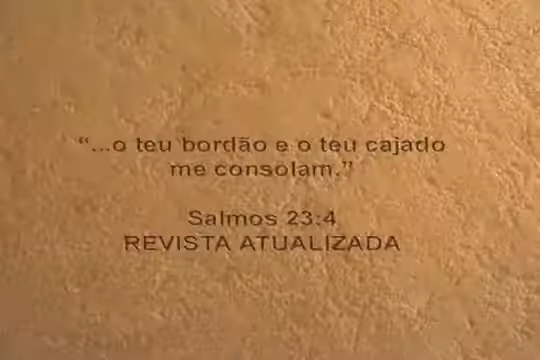 “...o teu bordão e o teu cajado
me consolam.”
Salmos 23:4
REVISTA ATUALIZADA